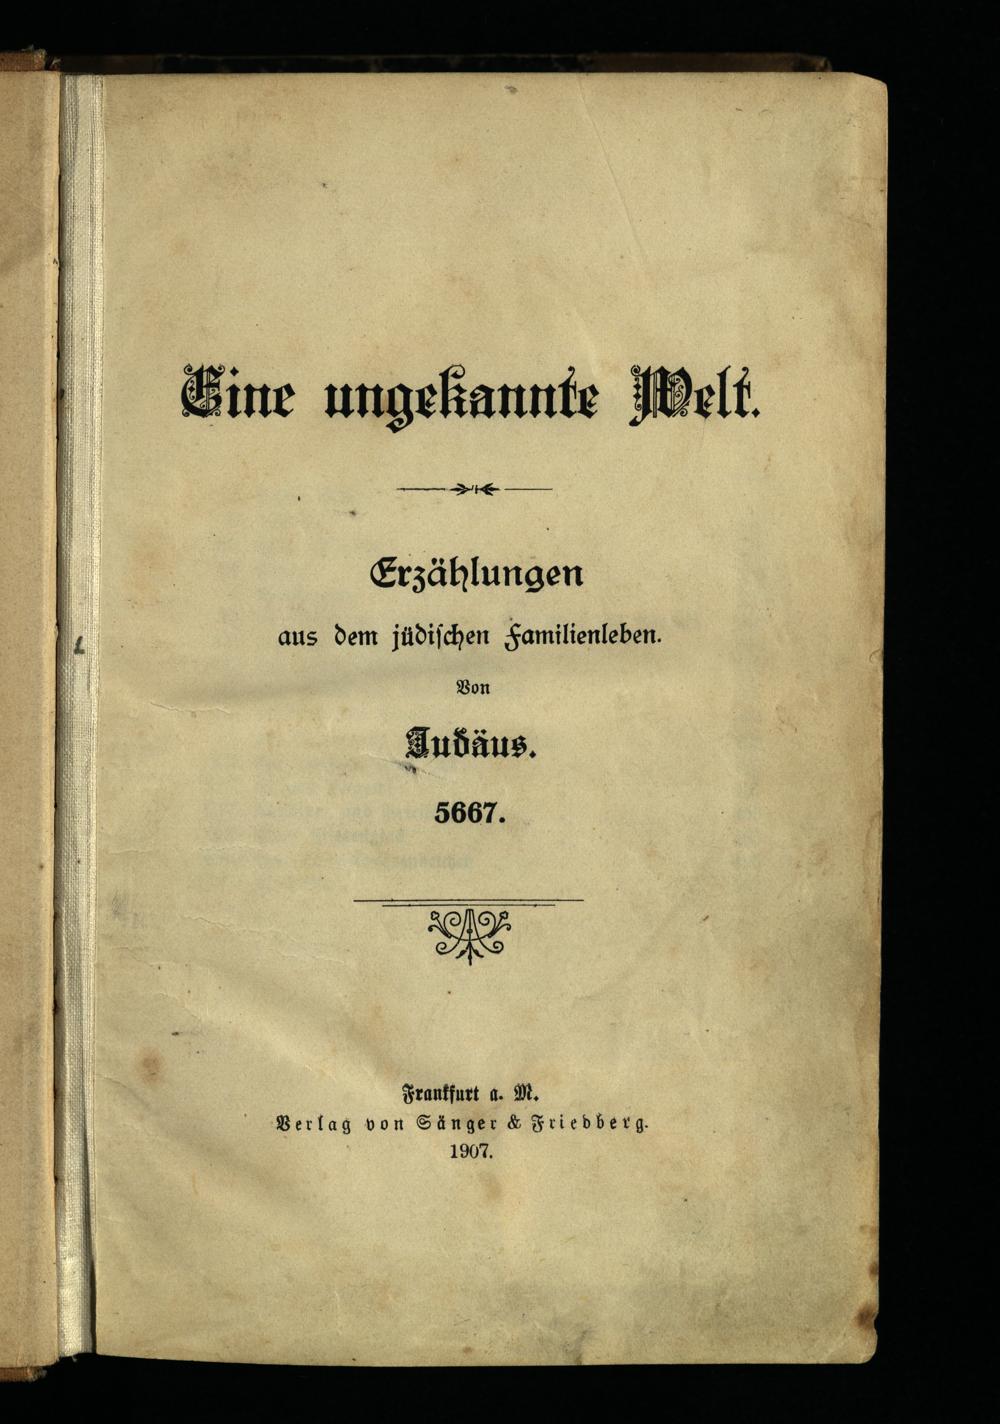 Eine ungekannte Welt.
Erzählungen
aus dem jüdischen Familienleben.
Von
Judäus.
5667.
Frankfurt a. M.
Verlag von Sänger & Friedberg.
1907.